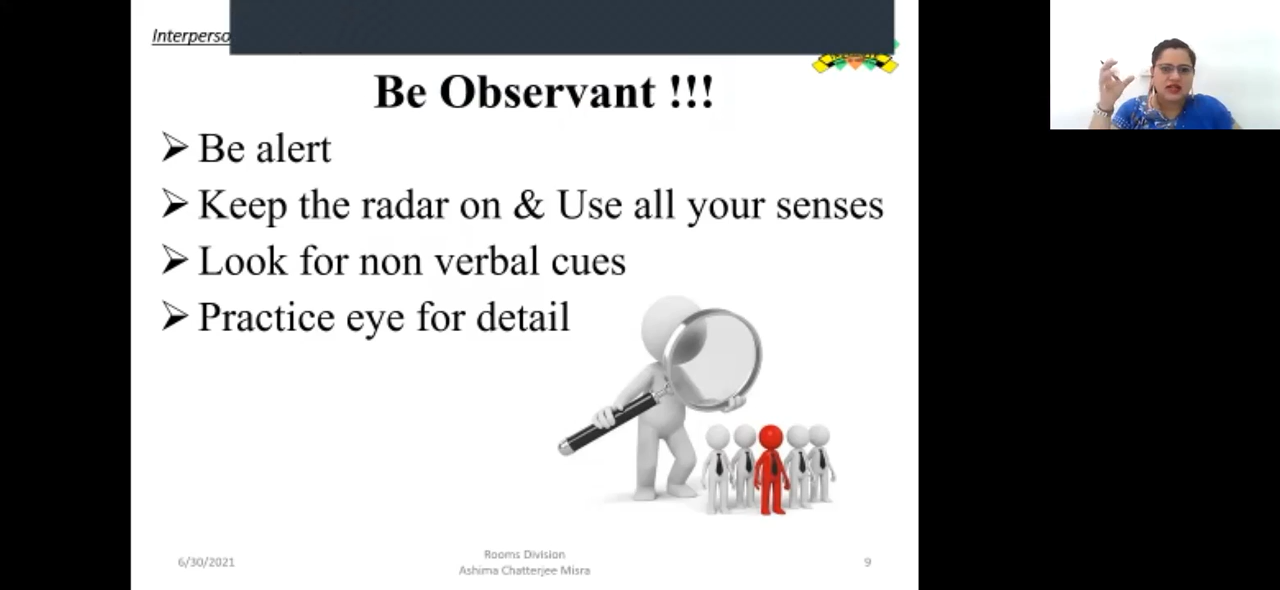 Interperso
Be Observant !!!
➢ Be alert
➢ Keep the radar on & Use all your senses
➢ Look for non verbal cues
➢ Practice eye for detail
6/30/2021
Rooms Division
Ashima Chatterjee Misra
9